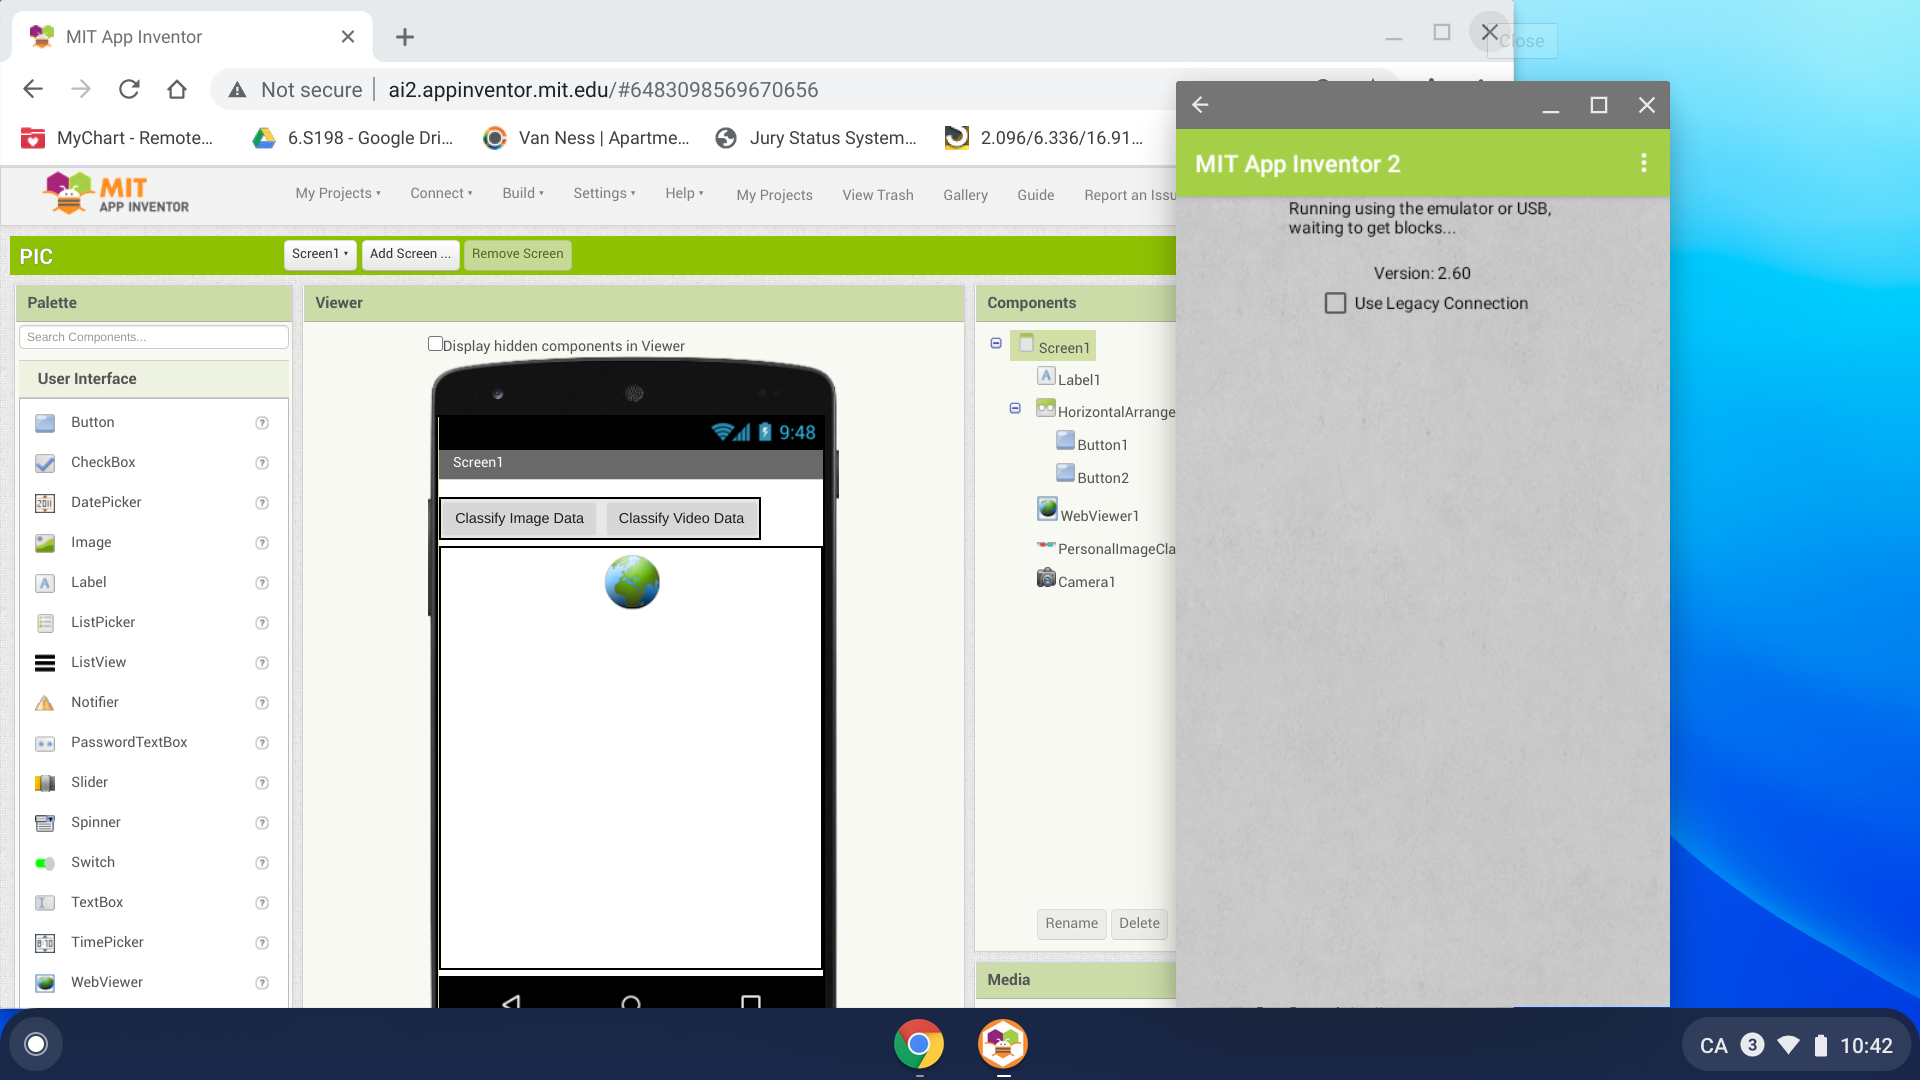 MIT App Inventor
Close
Not secure
ai2.appinventor.mit.edu/#6483098569670656
MyChart - Remote...
6.S198 - Google Dri...
Van Ness | Apartme...
Jury Status System...
2.096/6.336/16.91...
MIT
APP INVENTOR
My Projects
Connect
Build
Settings
Help
My Projects
View Trash
Gallery
Guide
Report an Issu
PIC
Screen1
Add Screen ...
Remove Screen
Palette
Search Components...
User Interface
Button
CheckBox
DatePicker
Image
Label
ListPicker
ListView
Notifier
PasswordTextBox
Slider
Spinner
Switch
TextBox
TimePicker
WebViewer
Viewer
Display hidden components in Viewer
9:48
Screen1
Classify Image Data
Classify Video Data
Components
Screen1
Label1
HorizontalArrange
Button1
Button2
WebViewer1
PersonalImageCla
Camera1
Rename
Delete
Media
MIT App Inventor 2
Running using the emulator or USB,
waiting to get blocks...
Version: 2.60
Use Legacy Connection
CA
3
10:42